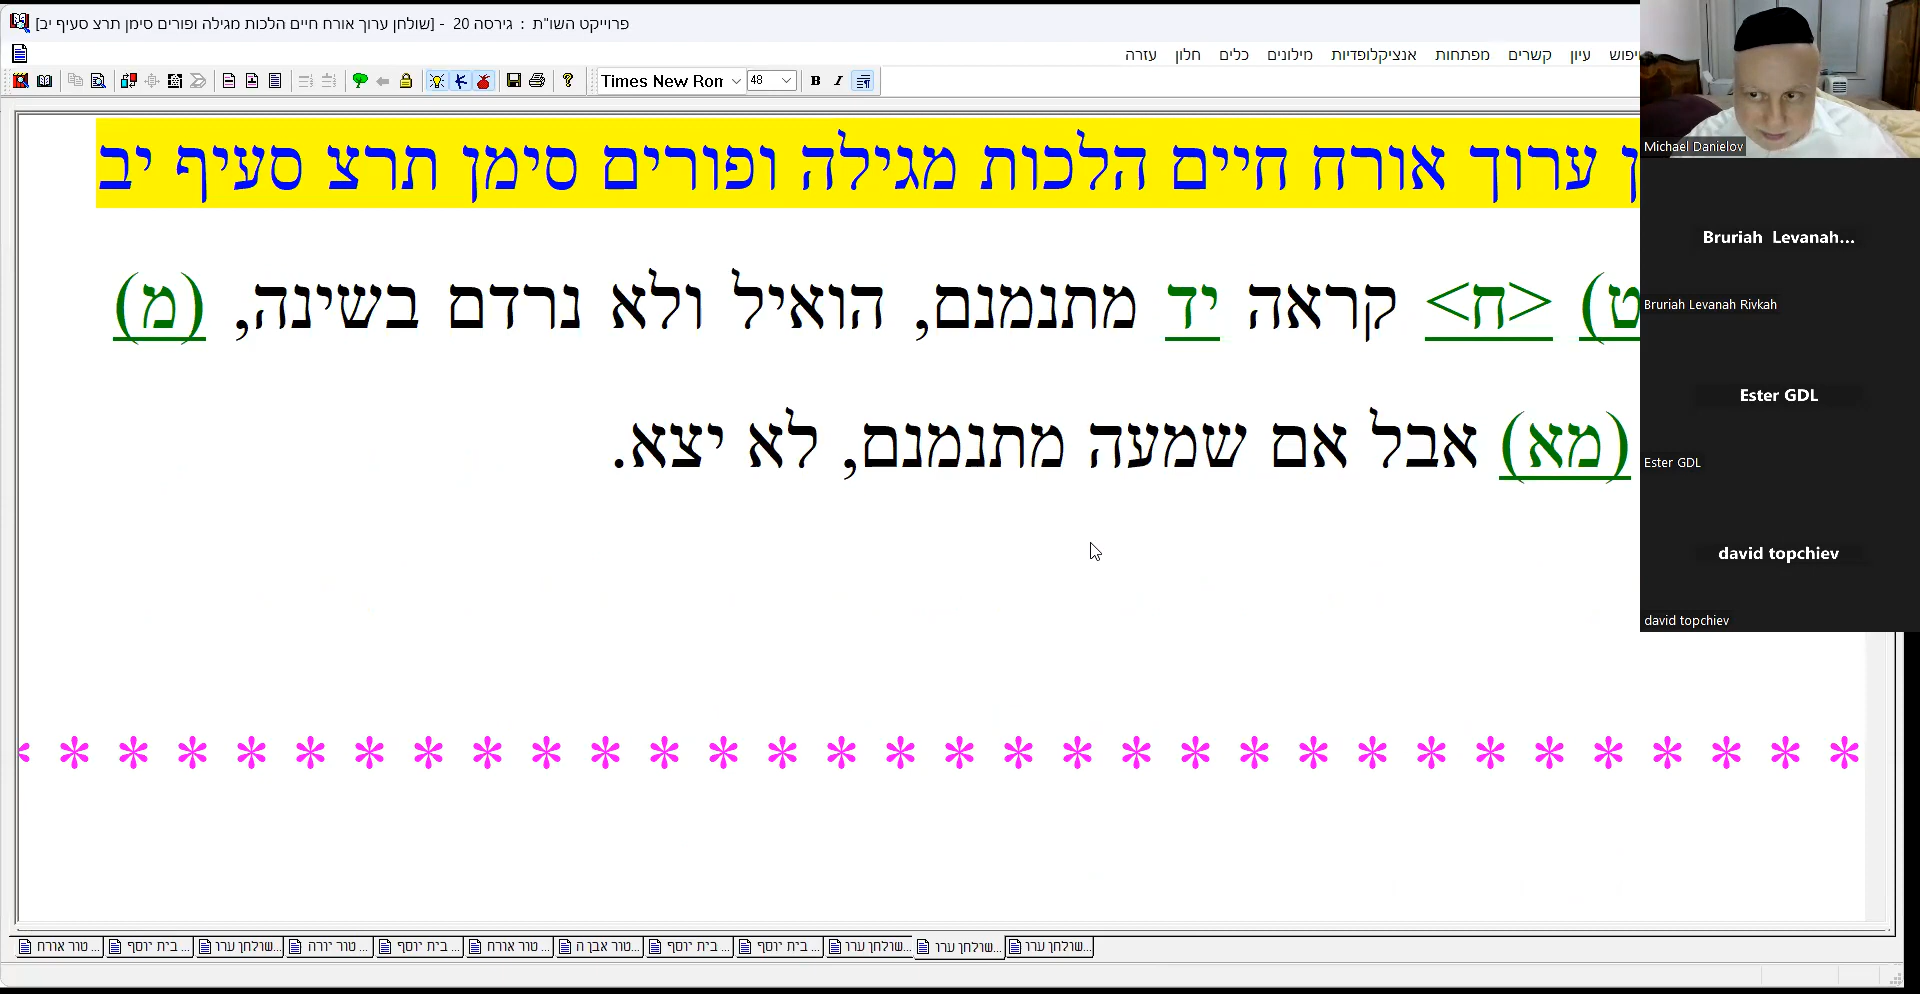 פרוייקט השו"ת : גירסה 20 - [שולחן ערוך אורח חיים הלכות מגילה ופורים סימן תרצ סעיף יב]
עיון קשרים מפתחות אנציקלופדיות מילונים כלים חלון עזרה
Times New Ron 48 B I
ערוך אורח חיים הלכות מגילה ופורים סימן תרצ סעיף יב
<ח> קראה יד מתנמנם, הואיל ולא נרדם בשינה, (מ)
(מא) אבל אם שמעה מתנמנם, לא יצא.
* * * * * * * * * * * * * * * * * * * * * * * * * * * * * * * *
Michael Danielov
Bruriah Levanah...
Bruriah Levanah Rivkah
Ester GDL
Ester GDL
david topchiev
david topchiev
טור אורח ...
בית יוסף ...
שולחן ערו...
טור יורה ...
בית יוסף ...
טור אורח ...
טור אבן ה...
בית יוסף ...
בית יוסף ...
שולחן ערו...
שולחן ערו...
שולחן ערו...